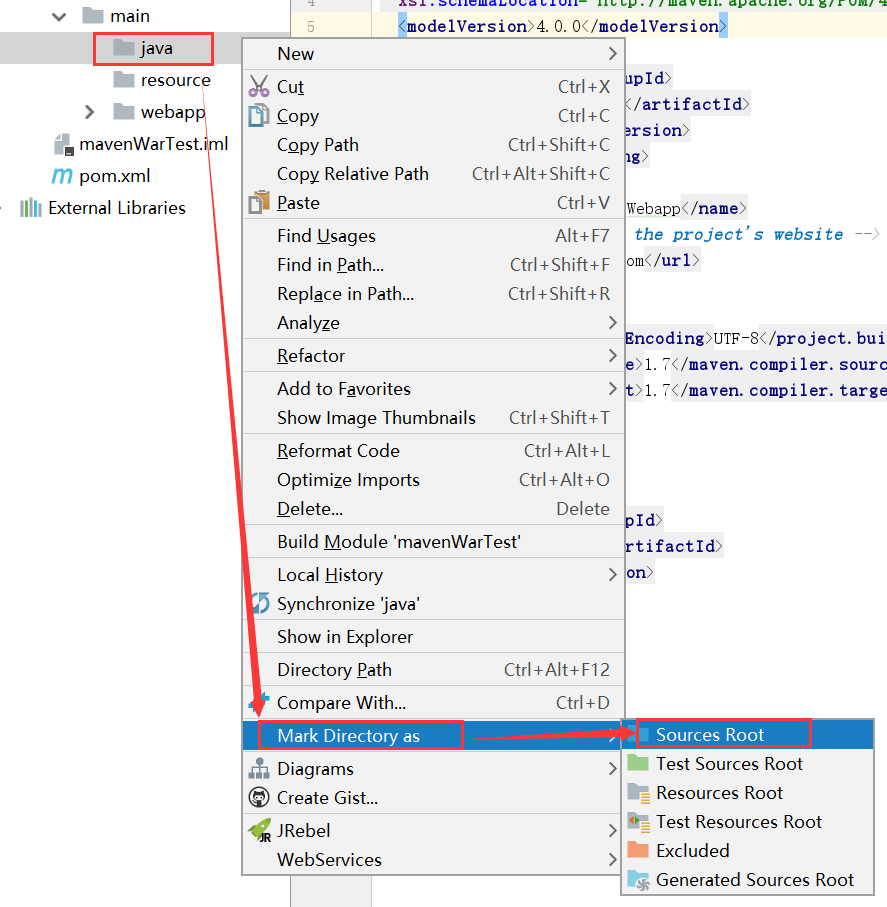 main
java
resource
webapp
mavenWarTest.iml
pom.xml
External Libraries
4
5
xsi:schemaLocation="http://maven.apache.org/POM/4
<modelVersion>4.0.0</modelVersion>
upId>
</artifactId>
ersion>
ng>
Webapp</name>
the project's website -->
om</url>
Encoding>UTF-8</project.bui
e>1.7</maven.compiler.sourc
t>1.7</maven.compiler.targe
pId>
rtifactId>
on>
New
Cut Ctrl+X
Copy Ctrl+C
Copy Path Ctrl+Shift+C
Copy Relative Path Ctrl+Alt+Shift+C
Paste Ctrl+V
Find Usages Alt+F7
Find in Path... Ctrl+Shift+F
Replace in Path... Ctrl+Shift+R
Analyze
Refactor
Add to Favorites
Show Image Thumbnails Ctrl+Shift+T
Reformat Code Ctrl+Alt+L
Optimize Imports Ctrl+Alt+O
Delete... Delete
Build Module 'mavenWarTest'
Local History
Synchronize 'java'
Show in Explorer
Directory Path Ctrl+Alt+F12
Compare With... Ctrl+D
Mark Directory as
Diagrams
Create Gist...
JRebel
WebServices
Sources Root
Test Sources Root
Resources Root
Test Resources Root
Excluded
Generated Sources Root